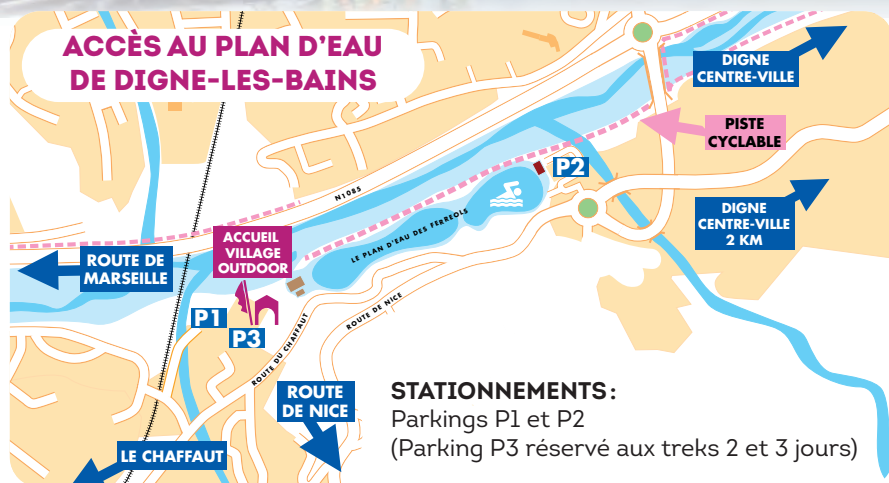 ACCÈS AU PLAN D'EAU
DE DIGNE-LES-BAINS
DIGNE
CENTRE-VILLE
PISTE
CYCLABLE
P2
N1085
DIGNE
CENTRE-VILLE
2 KM
ACCUEIL
VILLAGE
OUTDOOR
LE PLAN D'EAU DES FERREOLS
ROUTE DE
MARSEILLE
P1
P3
ROUTE DE NICE
ROUTE DU CHAFFAUT
ROUTE
DE NICE
LE CHAFFAUT
STATIONNEMENTS:
Parkings P1 et P2
(Parking P3 réservé aux treks 2 et 3 jours)